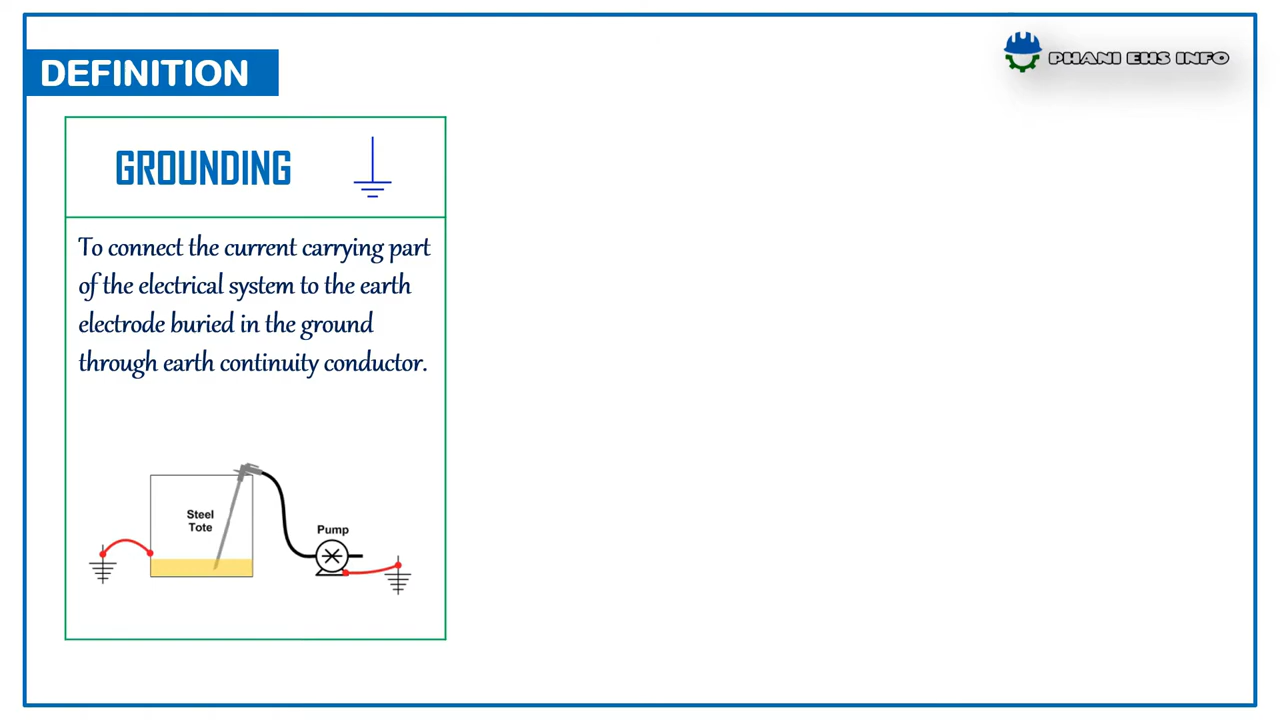 DEFINITION
PHANI EHS INFO
GROUNDING
To connect the current carrying part
of the electrical system to the earth
electrode buried in the ground
through earth continuity conductor.
Steel
Tote
Pump